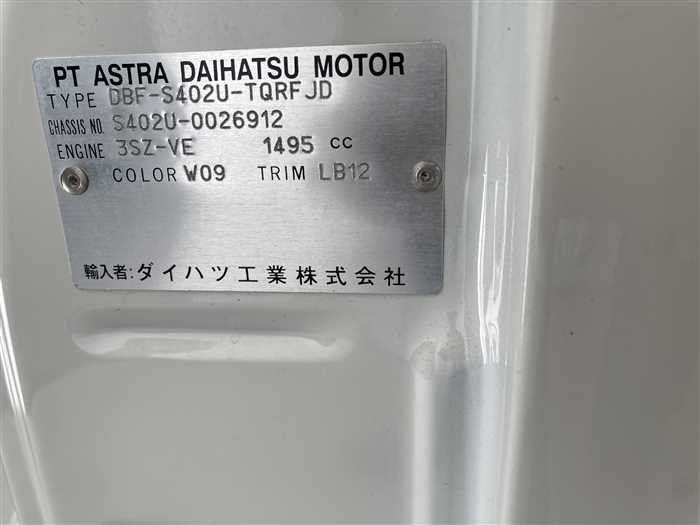 PT ASTRA DAIHATSU MOTOR
TYPE DBF-S402U-TQRFJD
CHASSIS NO. S402U-0026912
ENGINE 3SZ-VE 1495 CC
COLOR W09 TRIM LB12
輸入者:ダイハツ工業株式会社